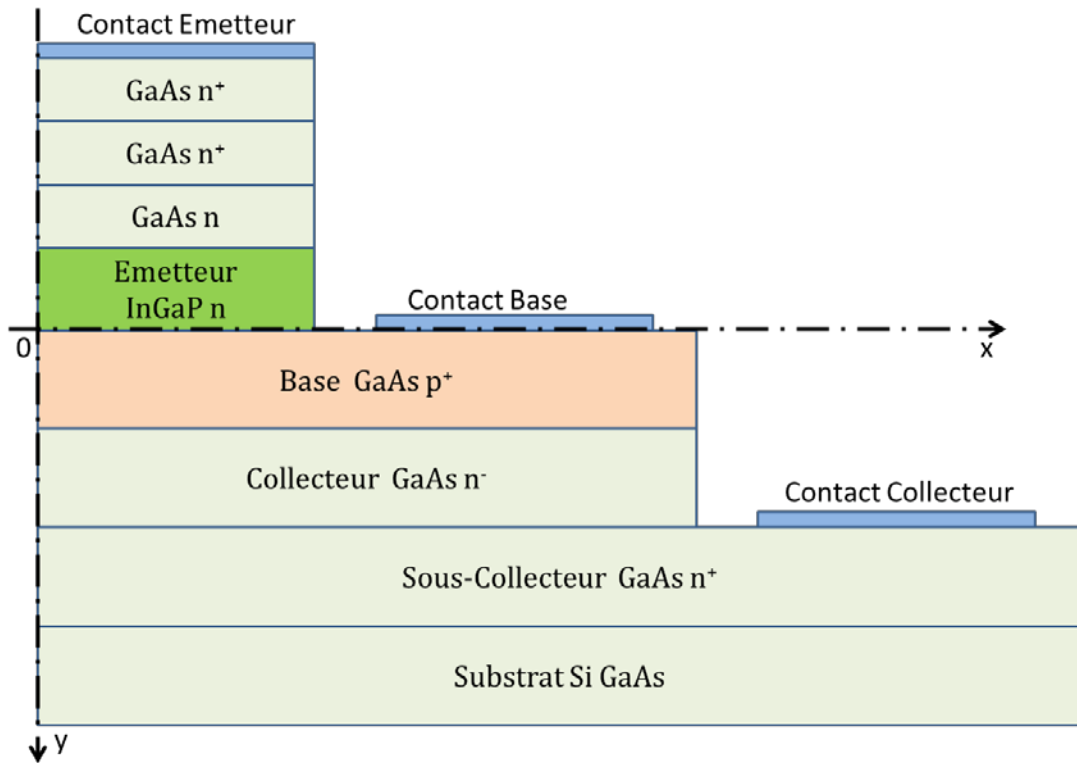 Contact Emetteur
GaAs n⁺
GaAs n⁺
GaAs n
Emetteur
InGaP n
Contact Base
0
x
Base GaAs p⁺
Collecteur GaAs n⁻
Contact Collecteur
Sous-Collecteur GaAs n⁺
Substrat Si GaAs
y